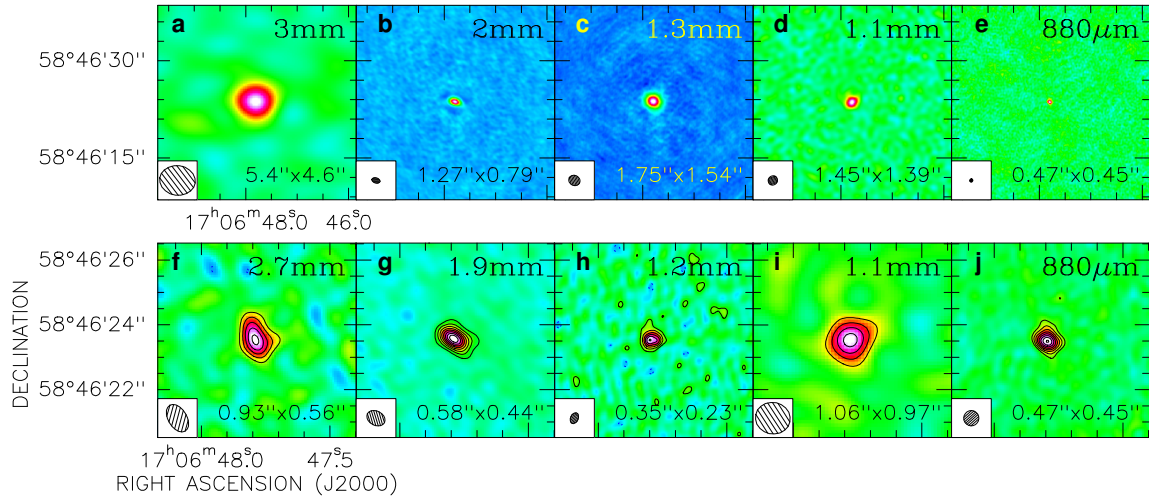 a 3mm
b 2mm
c 1.3mm
d 1.1mm
e 880μm
58°46'30''
58°46'15''
5.4''x4.6''
1.27''x0.79''
1.75''x1.54''
1.45''x1.39''
0.47''x0.45''
17ʰ06ᵐ48ˢ.0 46ˢ.0
f 2.7mm
g 1.9mm
h 1.2mm
i 1.1mm
j 880μm
58°46'26''
58°46'24''
58°46'22''
DECLINATION
0.93''x0.56''
0.58''x0.44''
0.35''x0.23''
1.06''x0.97''
0.47''x0.45''
17ʰ06ᵐ48ˢ.0 47ˢ.5
RIGHT ASCENSION (J2000)